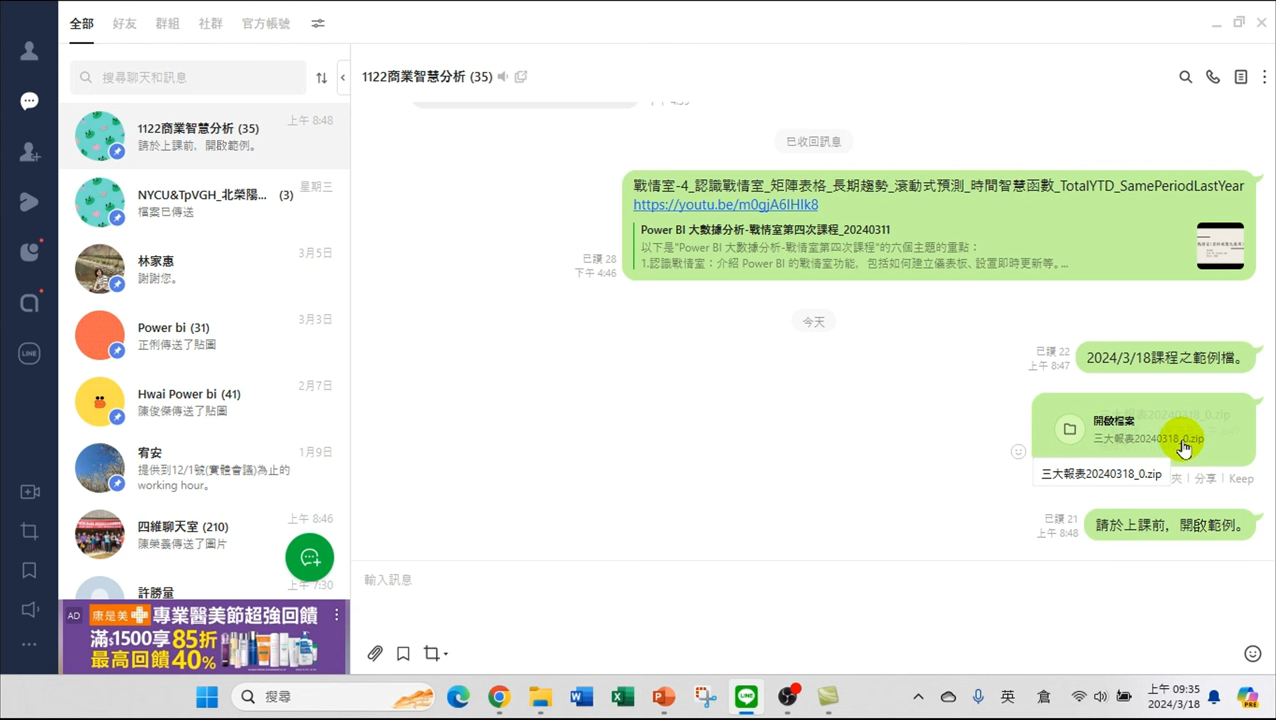 全部 好友 群組 社群 官方帳號
搜尋聊天和訊息
1122商業智慧分析 (35) 上午 8:48
請於上課前，開啟範例。
NYCU&TpVGH_北榮陽... (3) 星期三
檔案已傳送
林家惠 3月5日
謝謝您。
Power bi (31) 3月3日
正俐傳送了貼圖
Hwai Power bi (41) 2月7日
陳俊傑傳送了貼圖
宥安 1月9日
提供到12/1號(實體會議)為止的
working hour。
四維聊天室 (210) 上午 8:46
陳榮義傳送了圖片
許勝量 上午 7:30
AD 康是美 專業醫美節超強回饋
滿$1500享85折
最高回饋40%
LINE
1122商業智慧分析 (35)
已收回訊息
戰情室-4_認識戰情室_矩陣表格_長期趨勢_滾動式預測_時間智慧函數_TotalYTD_SamePeriodLastYear
https://youtu.be/m0gjA6IHIk8
Power BI 大數據分析-戰情室第四次課程_20240311
以下是"Power BI 大數據分析-戰情室第四次課程"的六個主題的重點：
1.認識戰情室：介紹 Power BI 的戰情室功能，包括如何建立儀表板、設置即時更新等。...
已讀 28
下午 4:46
今天
已讀 22
上午 8:47
2024/3/18課程之範例檔。
開啟檔案
三大報表20240318_0.zip
三大報表20240318_0.zip
夾 | 分享 | Keep
已讀 21
上午 8:48
請於上課前，開啟範例。
輸入訊息
搜尋
LINE
英
倉
上午 09:35
2024/3/18
PRE